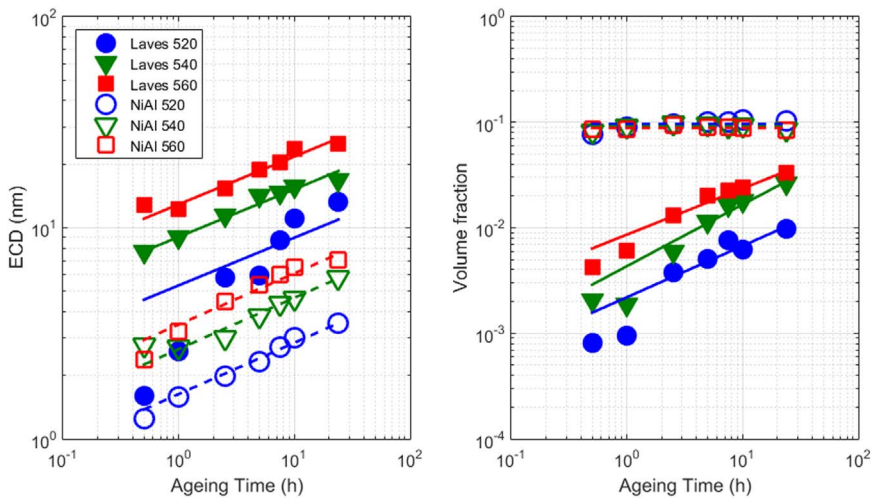 10²
Laves 520
Laves 540
Laves 560
NiAl 520
NiAl 540
NiAl 560
ECD (nm)
10¹
10⁰
10⁻¹
10⁰
10¹
10²
Ageing Time (h)
10⁰
10⁻¹
Volume fraction
10⁻²
10⁻³
10⁻⁴
10⁻¹
10⁰
10¹
10²
Ageing Time (h)